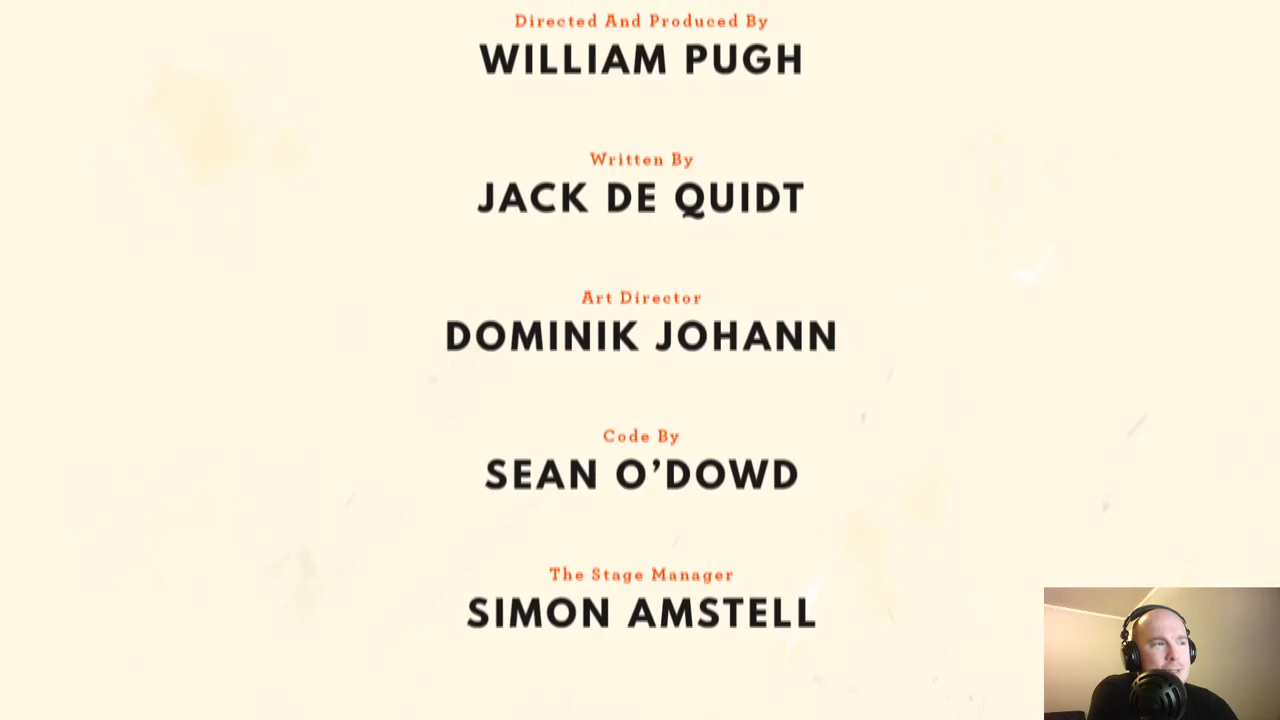 Directed And Produced By
WILLIAM PUGH
Written By
JACK DE QUIDT
Art Director
DOMINIK JOHANN
Code By
SEAN O’DOWD
The Stage Manager
SIMON AMSTELL